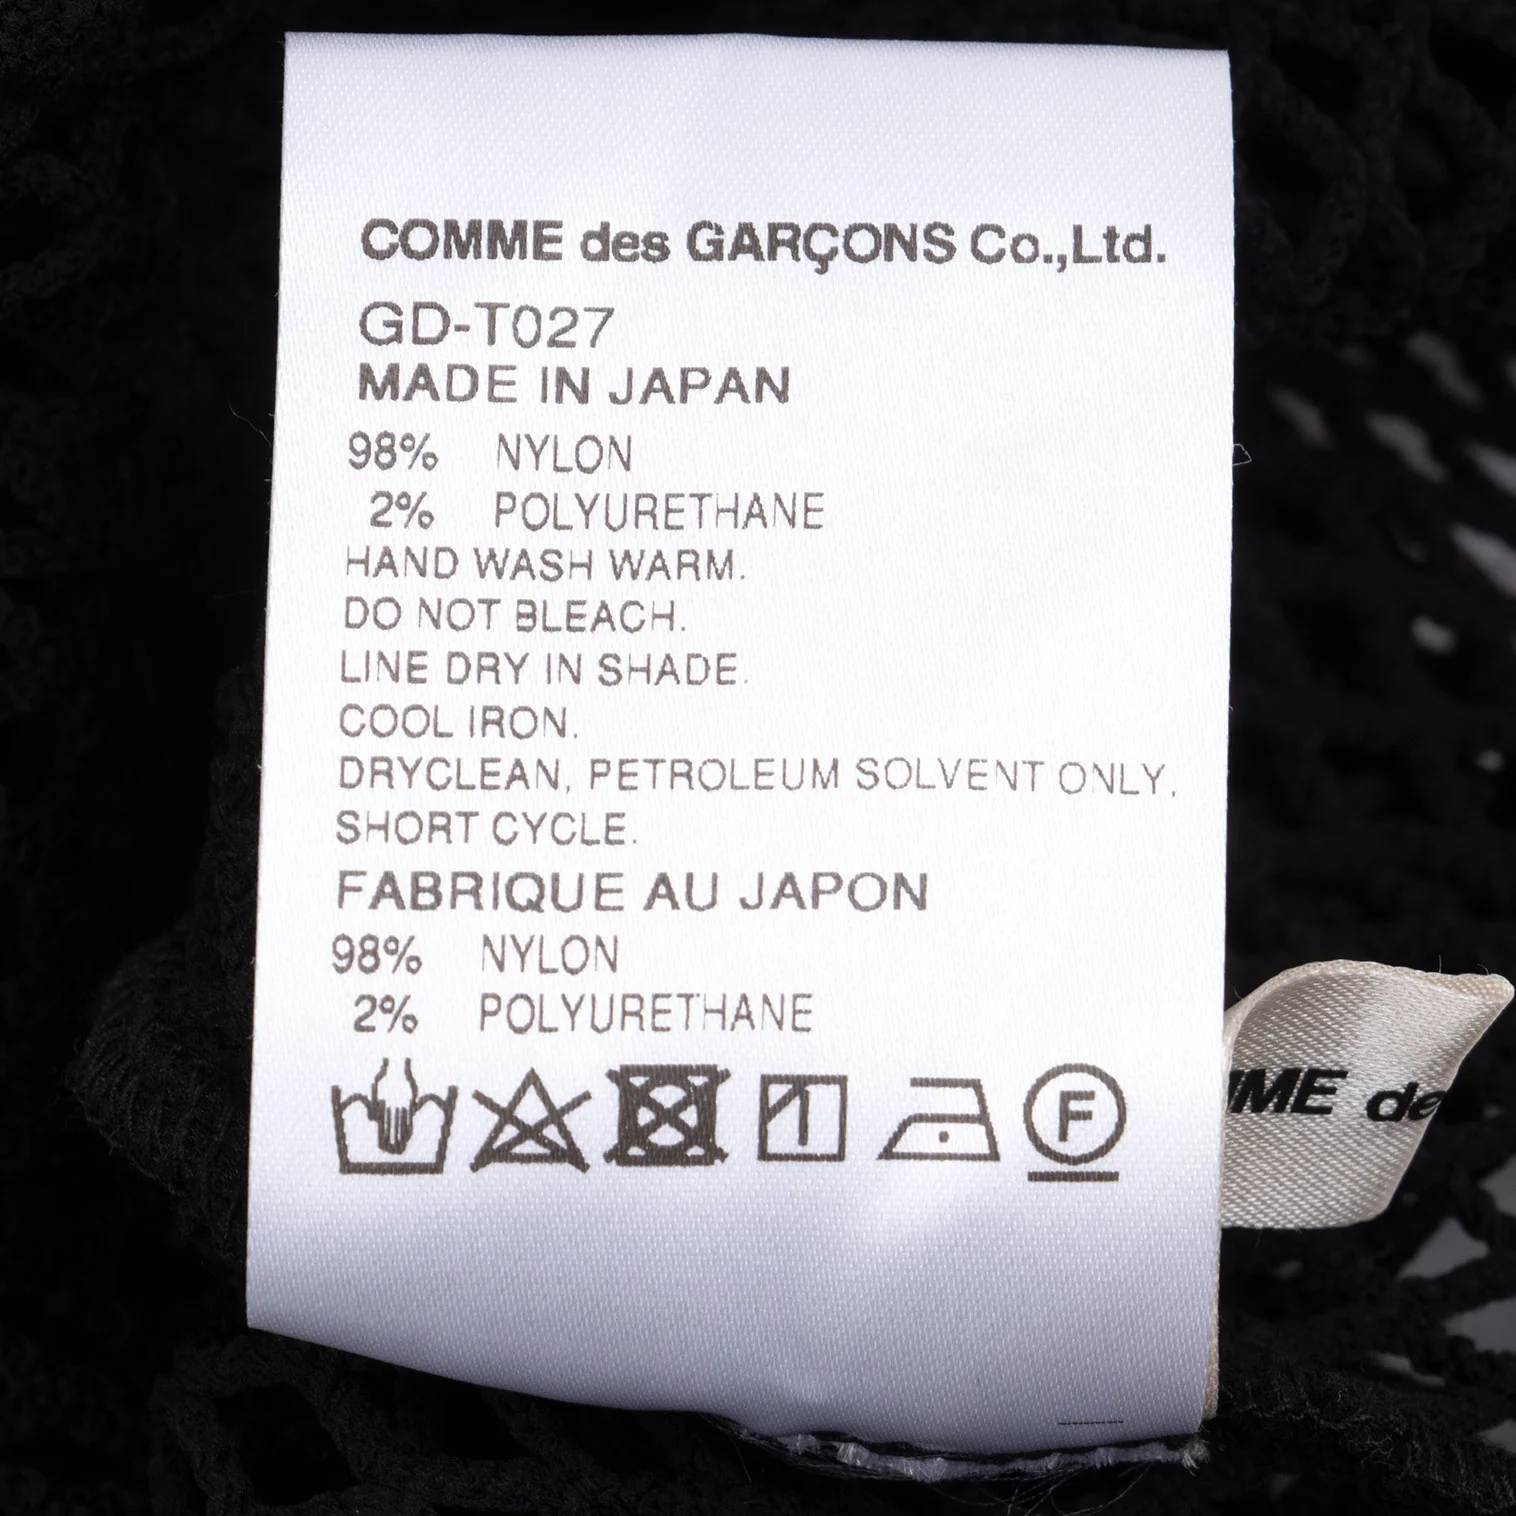 COMME des GARÇONS Co.,Ltd.
GD-T027
MADE IN JAPAN
98% NYLON
2% POLYURETHANE
HAND WASH WARM.
DO NOT BLEACH.
LINE DRY IN SHADE.
COOL IRON.
DRYCLEAN, PETROLEUM SOLVENT ONLY,
SHORT CYCLE.
FABRIQUE AU JAPON
98% NYLON
2% POLYURETHANE
F